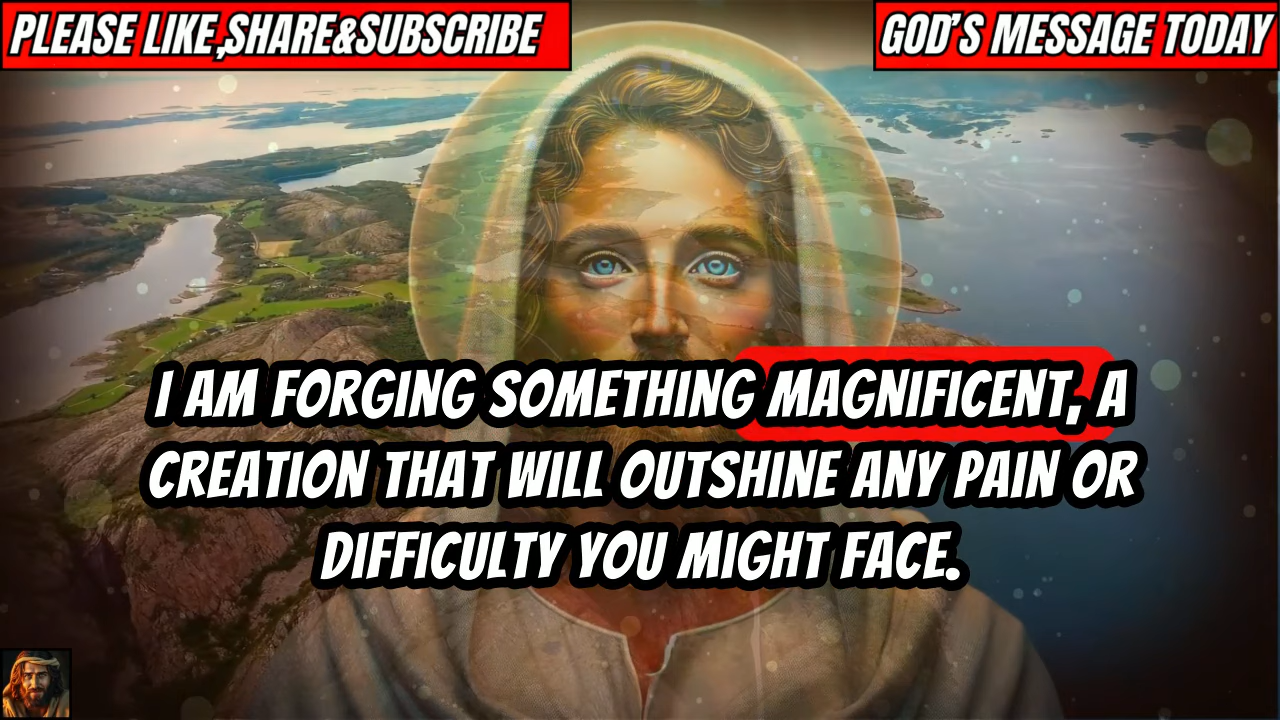 PLEASE LIKE,SHARE&SUBSCRIBE
GOD'S MESSAGE TODAY
I AM FORGING SOMETHING MAGNIFICENT, A
CREATION THAT WILL OUTSHINE ANY PAIN OR
DIFFICULTY YOU MIGHT FACE.